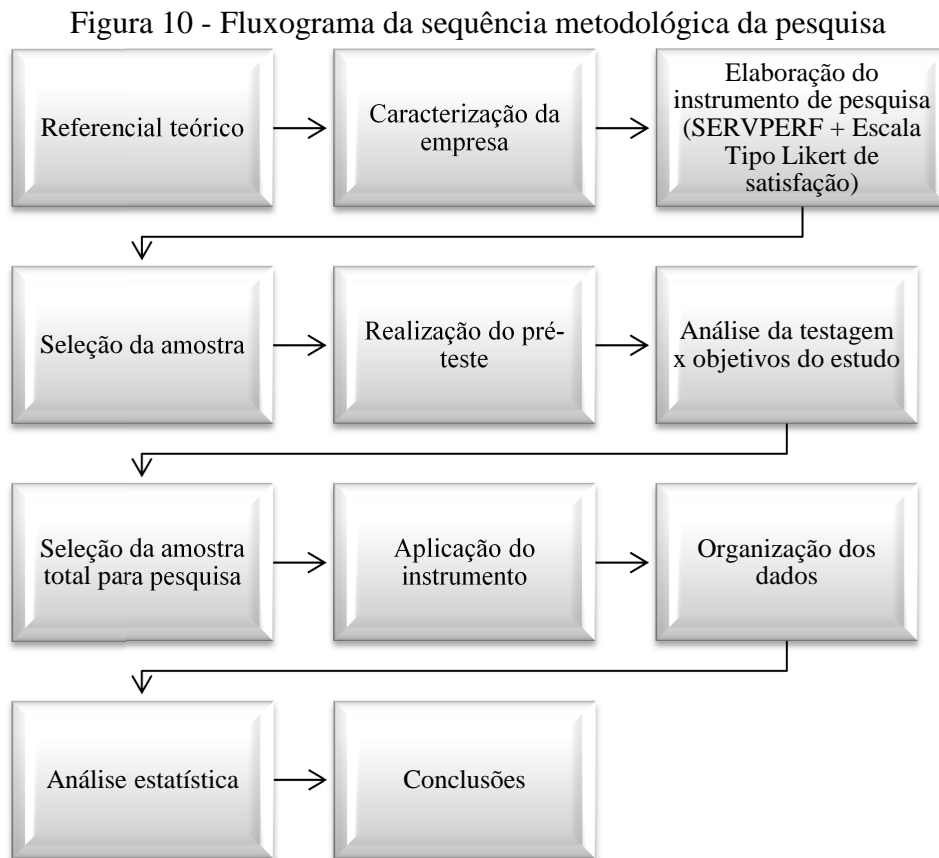 Figura 10 - Fluxograma da sequência metodológica da pesquisa
Referencial teórico
Caracterização da
empresa
Elaboração do
instrumento de pesquisa
(SERVPERF + Escala
Tipo Likert de
satisfação)
Seleção da amostra
Realização do pré-
teste
Análise da testagem
x objetivos do estudo
Seleção da amostra
total para pesquisa
Aplicação do
instrumento
Organização dos
dados
Análise estatística
Conclusões